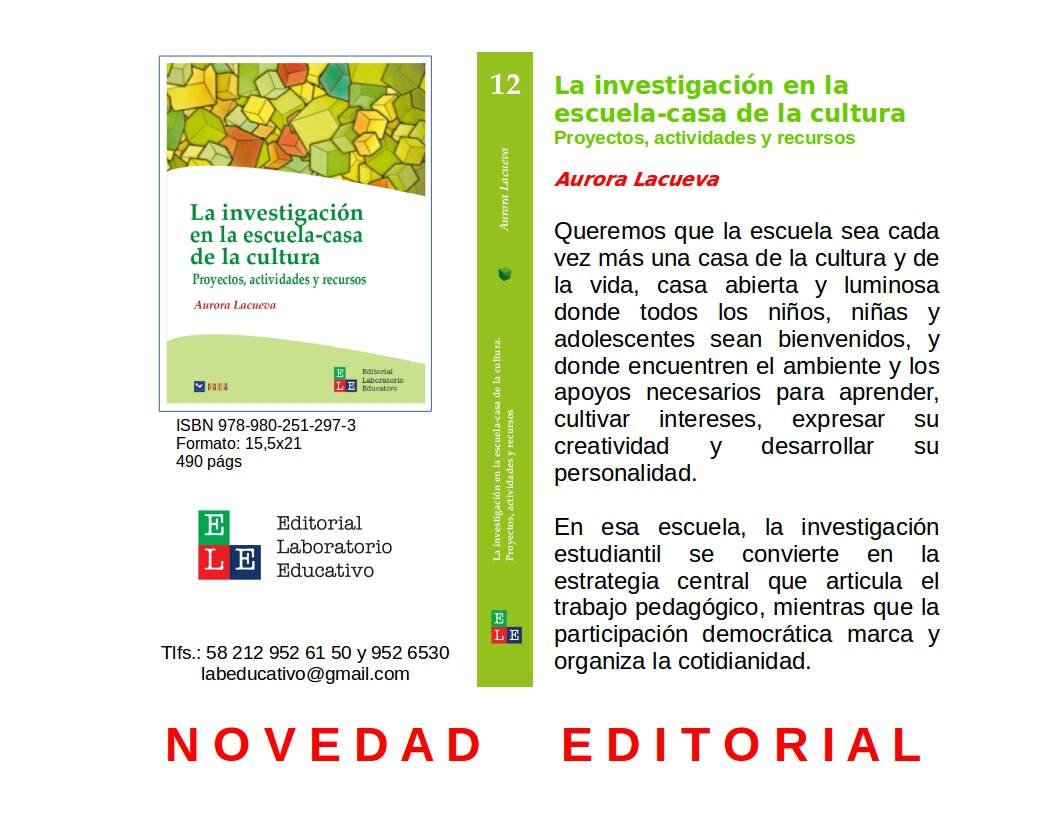 La investigación
en la escuela-casa
de la cultura
Proyectos, actividades y recursos
Aurora Lacueva
E
L E
Editorial
Laboratorio
Educativo
ISBN 978-980-251-297-3
Formato: 15,5x21
490 págs
E
L E
Editorial
Laboratorio
Educativo
Tlfs.: 58 212 952 61 50 y 952 6530
labeducativo@gmail.com
12
Aurora Lacueva
La investigación en la escuela-casa de la cultura.
Proyectos, actividades y recursos
E
L E
La investigación en la
escuela-casa de la cultura
Proyectos, actividades y recursos
Aurora Lacueva
Queremos que la escuela sea cada
vez más una casa de la cultura y de
la vida, casa abierta y luminosa
donde todos los niños, niñas y
adolescentes sean bienvenidos, y
donde encuentren el ambiente y los
apoyos necesarios para aprender,
cultivar intereses, expresar su
creatividad y desarrollar su
personalidad.
En esa escuela, la investigación
estudiantil se convierte en la
estrategia central que articula el
trabajo pedagógico, mientras que la
participación democrática marca y
organiza la cotidianidad.
NOVEDAD EDITORIAL